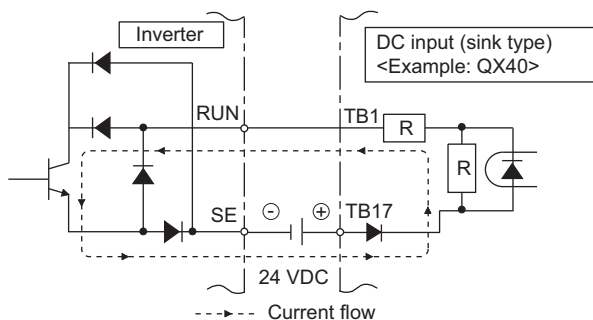 Inverter
DC input (sink type)
<Example: QX40>
RUN
TB1
R
R
SE
⊖
⊕
TB17
24 VDC
Current flow